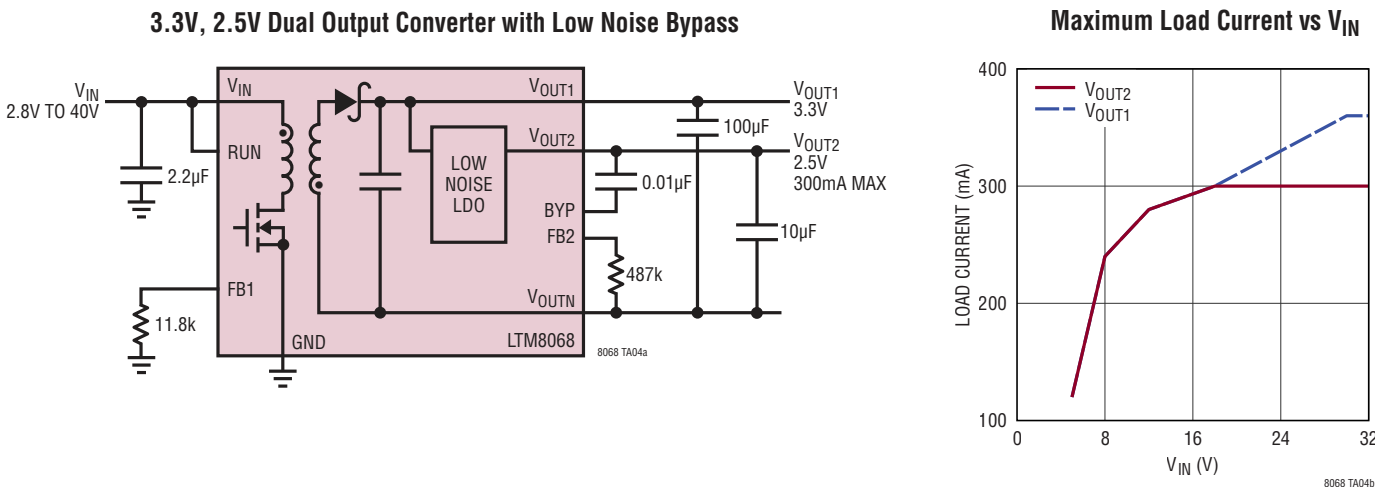 3.3V, 2.5V Dual Output Converter with Low Noise Bypass
VIN
2.8V TO 40V
2.2µF
VIN
RUN
FB1
11.8k
GND
LOW
NOISE
LDO
VOUT1
VOUT2
BYP
FB2
VOUTN
LTM8068
8068 TA04a
100µF
0.01µF
10µF
487k
VOUT1
3.3V
VOUT2
2.5V
300mA MAX
Maximum Load Current vs VIN
VOUT2
VOUT1
LOAD CURRENT (mA)
400
300
200
100
0
8
16
24
32
VIN (V)
8068 TA04b